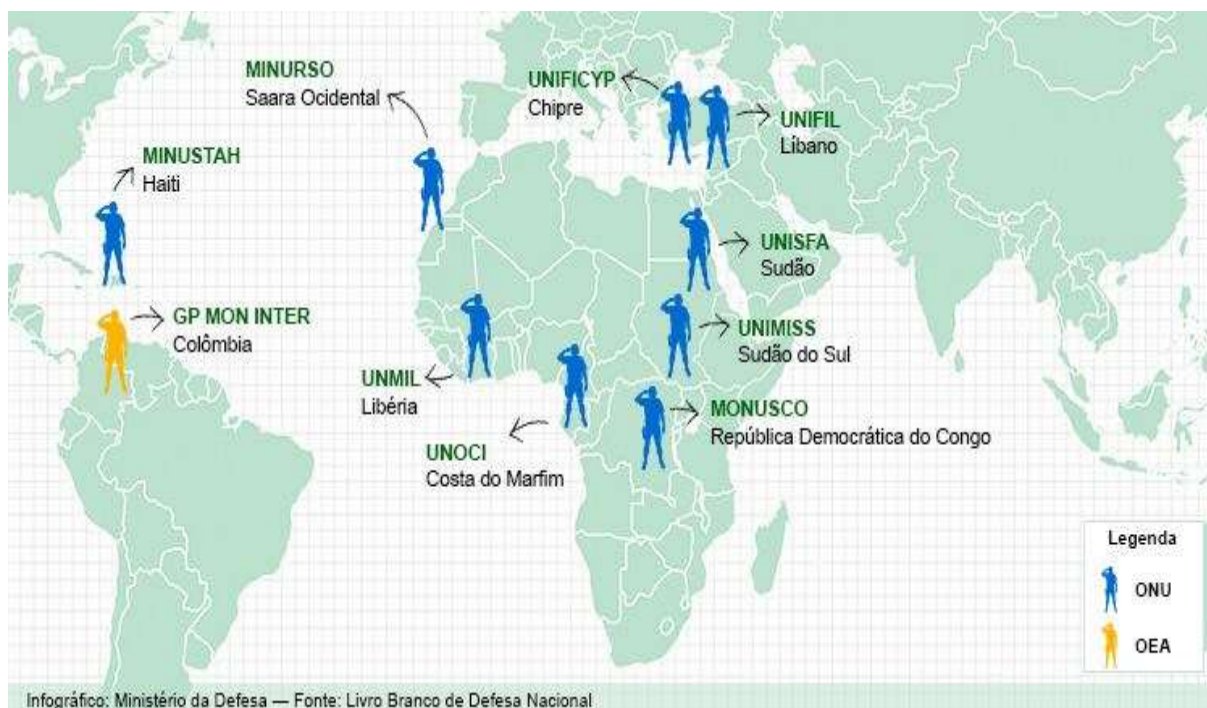 MINURSO
Saara Ocidental
UNIFICYP
Chipre
UNIFIL
Líbano
MINUSTAH
Haiti
UNISFA
Sudão
GP MON INTER
Colômbia
UNIMISS
Sudão do Sul
UNMIL
Libéria
MONUSCO
República Democrática do Congo
UNOCI
Costa do Marfim
Legenda
ONU
OEA
Infográfico: Ministério da Defesa — Fonte: Livro Branco de Defesa Nacional